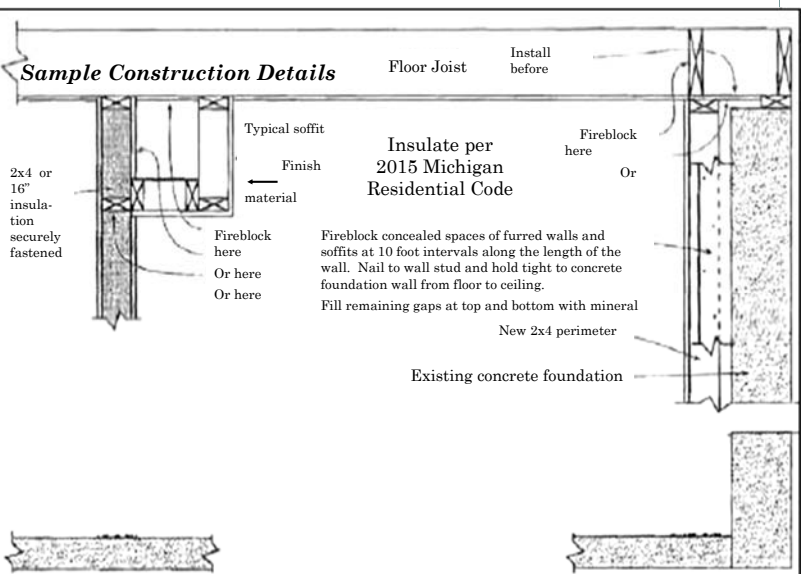 Sample Construction Details
Floor Joist
Install
before
Typical soffit
Finish
material
Insulate per
2015 Michigan
Residential Code
Fireblock
here
Or
2x4 or
16”
insula-
tion
securely
fastened
Fireblock
here
Or here
Or here
Fireblock concealed spaces of furred walls and
soffits at 10 foot intervals along the length of the
wall. Nail to wall stud and hold tight to concrete
foundation wall from floor to ceiling.
Fill remaining gaps at top and bottom with mineral
New 2x4 perimeter
Existing concrete foundation